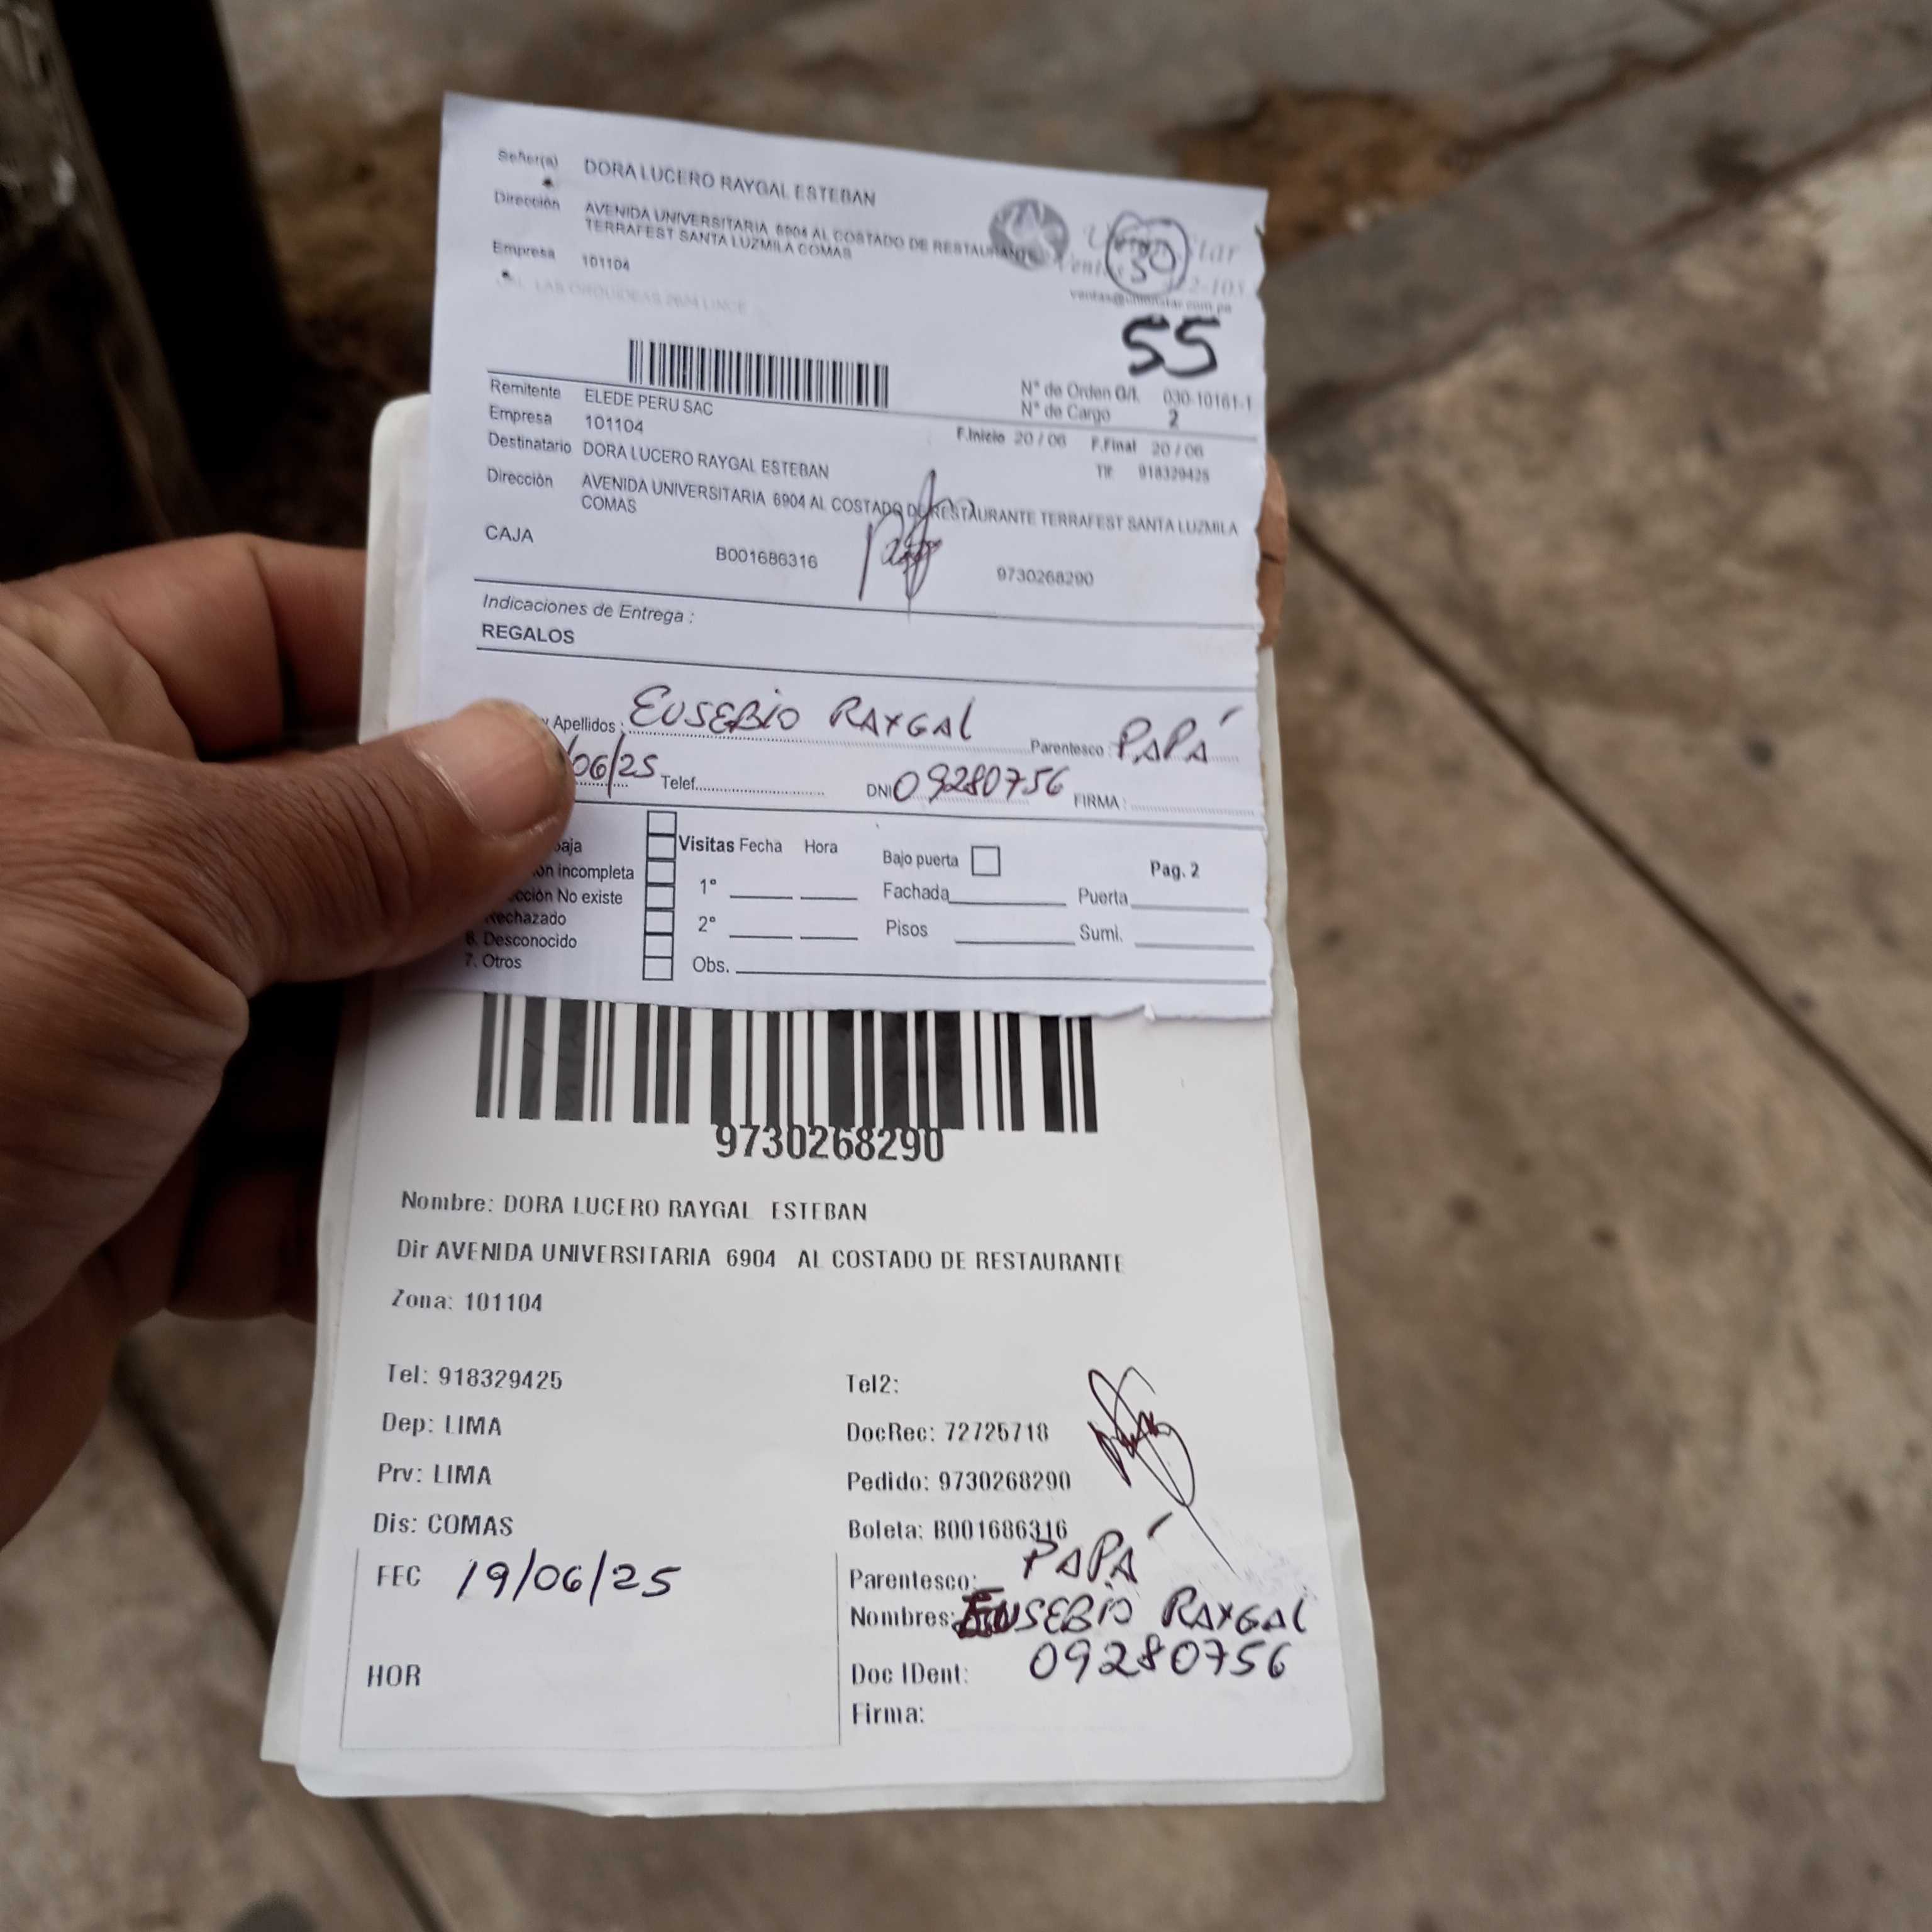 Señor(a) DORA LUCERO RAYGAL ESTEBAN
Dirección AVENIDA UNIVERSITARIA 6904 AL COSTADO DE RESTAURANTE
TERRAFEST SANTA LUZMILA COMAS
Empresa 101104
50
55
Remitente ELEDE PERU SAC
N° de Orden O/I. 030-10161-1
Empresa 101104
N° de Cargo 2
F.Inicio 20 / 06 F.Final 20 / 06
Destinatario DORA LUCERO RAYGAL ESTEBAN
Tlf. 918329425
Dirección AVENIDA UNIVERSITARIA 6904 AL COSTADO DE RESTAURANTE TERRAFEST SANTA LUZMILA
COMAS
CAJA B001686316 9730268290
Indicaciones de Entrega :
REGALOS
y Apellidos : EUSEBIO RAYGAL Parentesco : PAPÁ
/06/25 Telef. DNI 09280756 FIRMA :
Visitas Fecha Hora Bajo puerta Pag. 2
incompleta 1° Fachada Puerta
No existe
Rechazado 2° Pisos Sumi.
6. Desconocido
7. Otros Obs.
9730268290
Nombre: DORA LUCERO RAYGAL ESTEBAN
Dir AVENIDA UNIVERSITARIA 6904 AL COSTADO DE RESTAURANTE
Zona: 101104
Tel: 918329425 Tel2:
Dep: LIMA DocRec: 72725718
Prv: LIMA Pedido: 9730268290
Dis: COMAS Boleta: B001686316
FEC 19/06/25 Parentesco: PAPÁ
Nombres: EUSEBIO RAYGAL
HOR Doc IDent: 09280756
Firma: